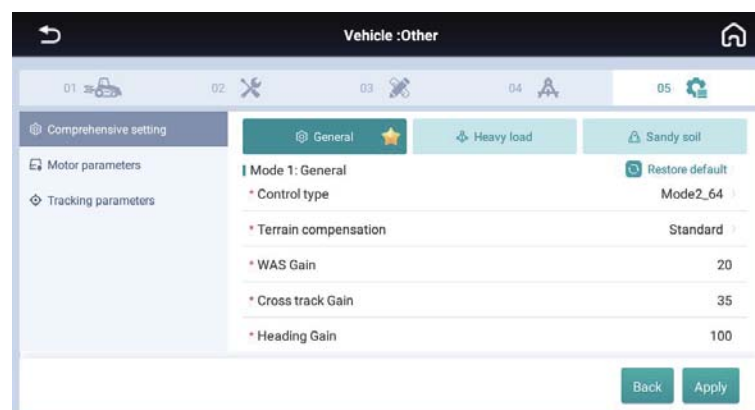 Vehicle :Other
01 02 03 04 05
Comprehensive setting
Motor parameters
Tracking parameters
General Heavy load Sandy soil
Mode 1: General Restore default
* Control type Mode2_64
* Terrain compensation Standard
* WAS Gain 20
* Cross track Gain 35
* Heading Gain 100
Back Apply